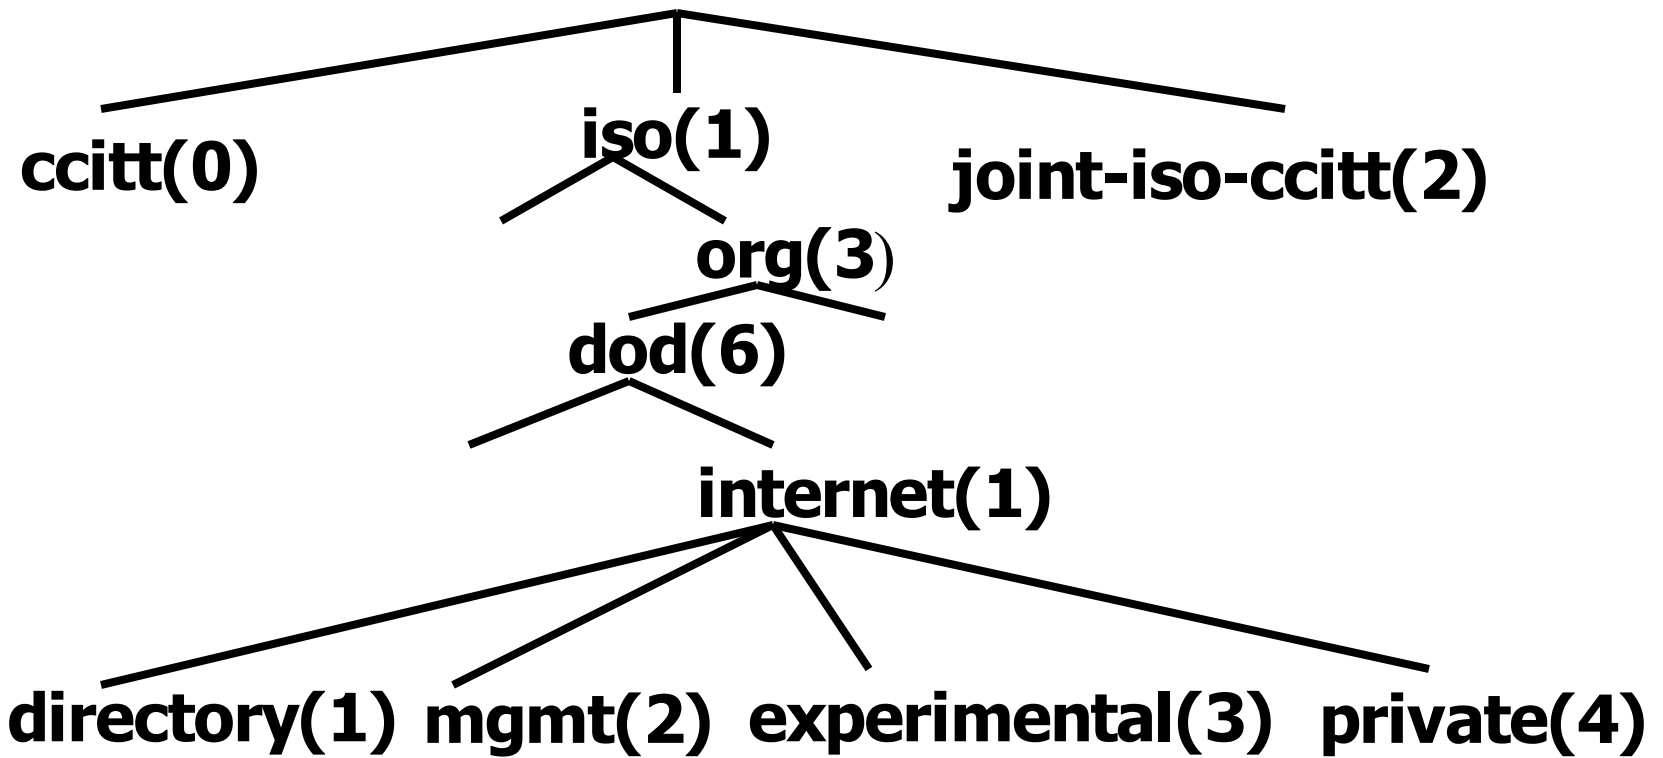 iso(1)
ccitt(0)
joint-iso-ccitt(2)
org(3)
dod(6)
internet(1)
directory(1) mgmt(2) experimental(3) private(4)